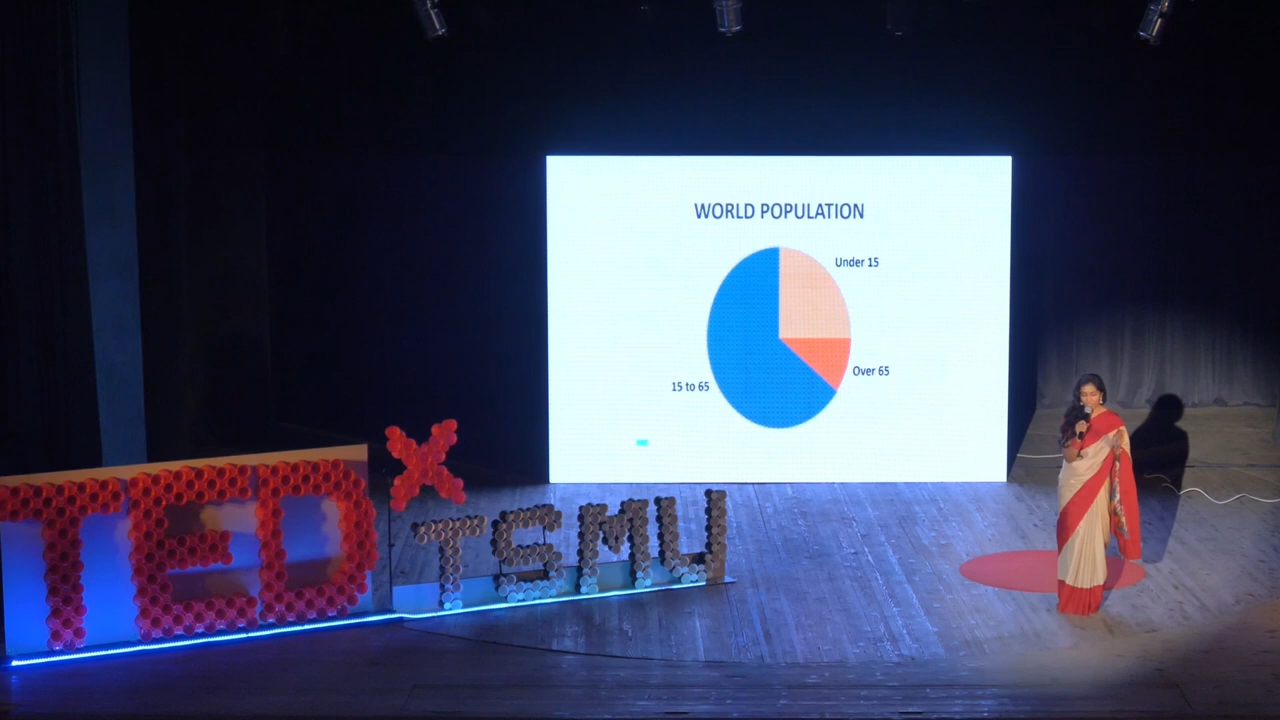 WORLD POPULATION
Under 15
Over 65
15 to 65
TEDx
TSMU